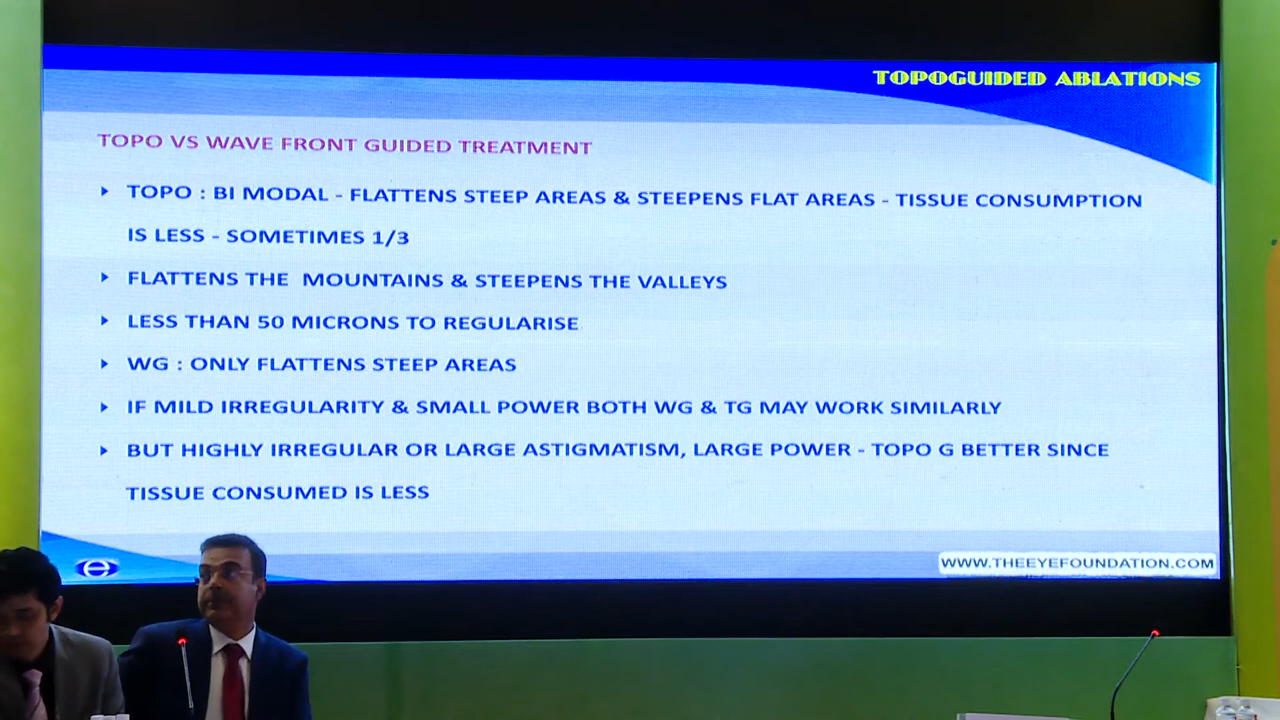 TOPOGUIDED ABLATIONS
TOPO VS WAVE FRONT GUIDED TREATMENT
TOPO : BI MODAL - FLATTENS STEEP AREAS & STEEPENS FLAT AREAS - TISSUE CONSUMPTION
IS LESS - SOMETIMES 1/3
FLATTENS THE MOUNTAINS & STEEPENS THE VALLEYS
LESS THAN 50 MICRONS TO REGULARISE
WG : ONLY FLATTENS STEEP AREAS
IF MILD IRREGULARITY & SMALL POWER BOTH WG & TG MAY WORK SIMILARLY
BUT HIGHLY IRREGULAR OR LARGE ASTIGMATISM, LARGE POWER - TOPO G BETTER SINCE
TISSUE CONSUMED IS LESS
WWW.THEEYEFOUNDATION.COM